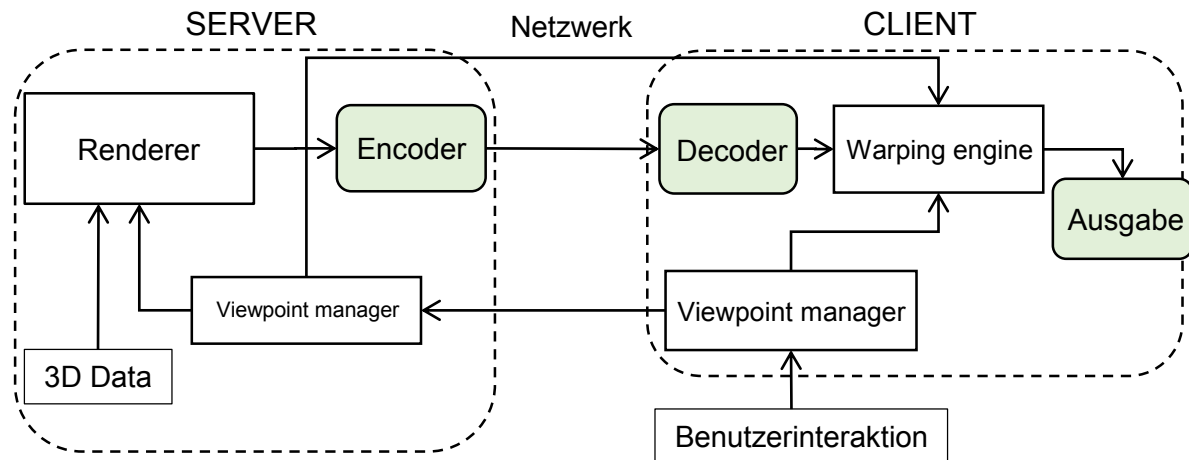 SERVER
Netzwerk
CLIENT
Renderer
Encoder
Decoder
Warping engine
Ausgabe
Viewpoint manager
Viewpoint manager
3D Data
Benutzerinteraktion